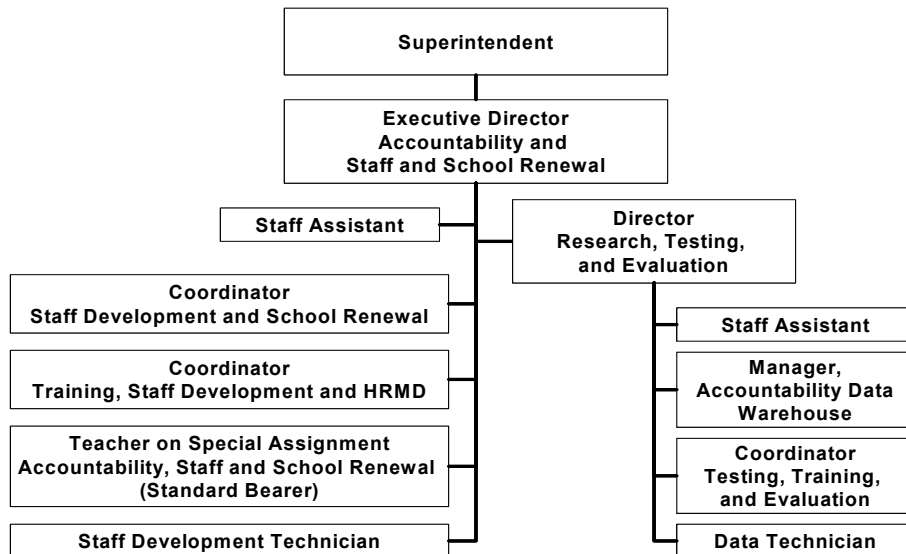 Superintendent
Executive Director
Accountability and
Staff and School Renewal
Staff Assistant
Director
Research, Testing,
and Evaluation
Coordinator
Staff Development and School Renewal
Coordinator
Training, Staff Development and HRMD
Teacher on Special Assignment
Accountability, Staff and School Renewal
(Standard Bearer)
Staff Development Technician
Staff Assistant
Manager,
Accountability Data
Warehouse
Coordinator
Testing, Training,
and Evaluation
Data Technician